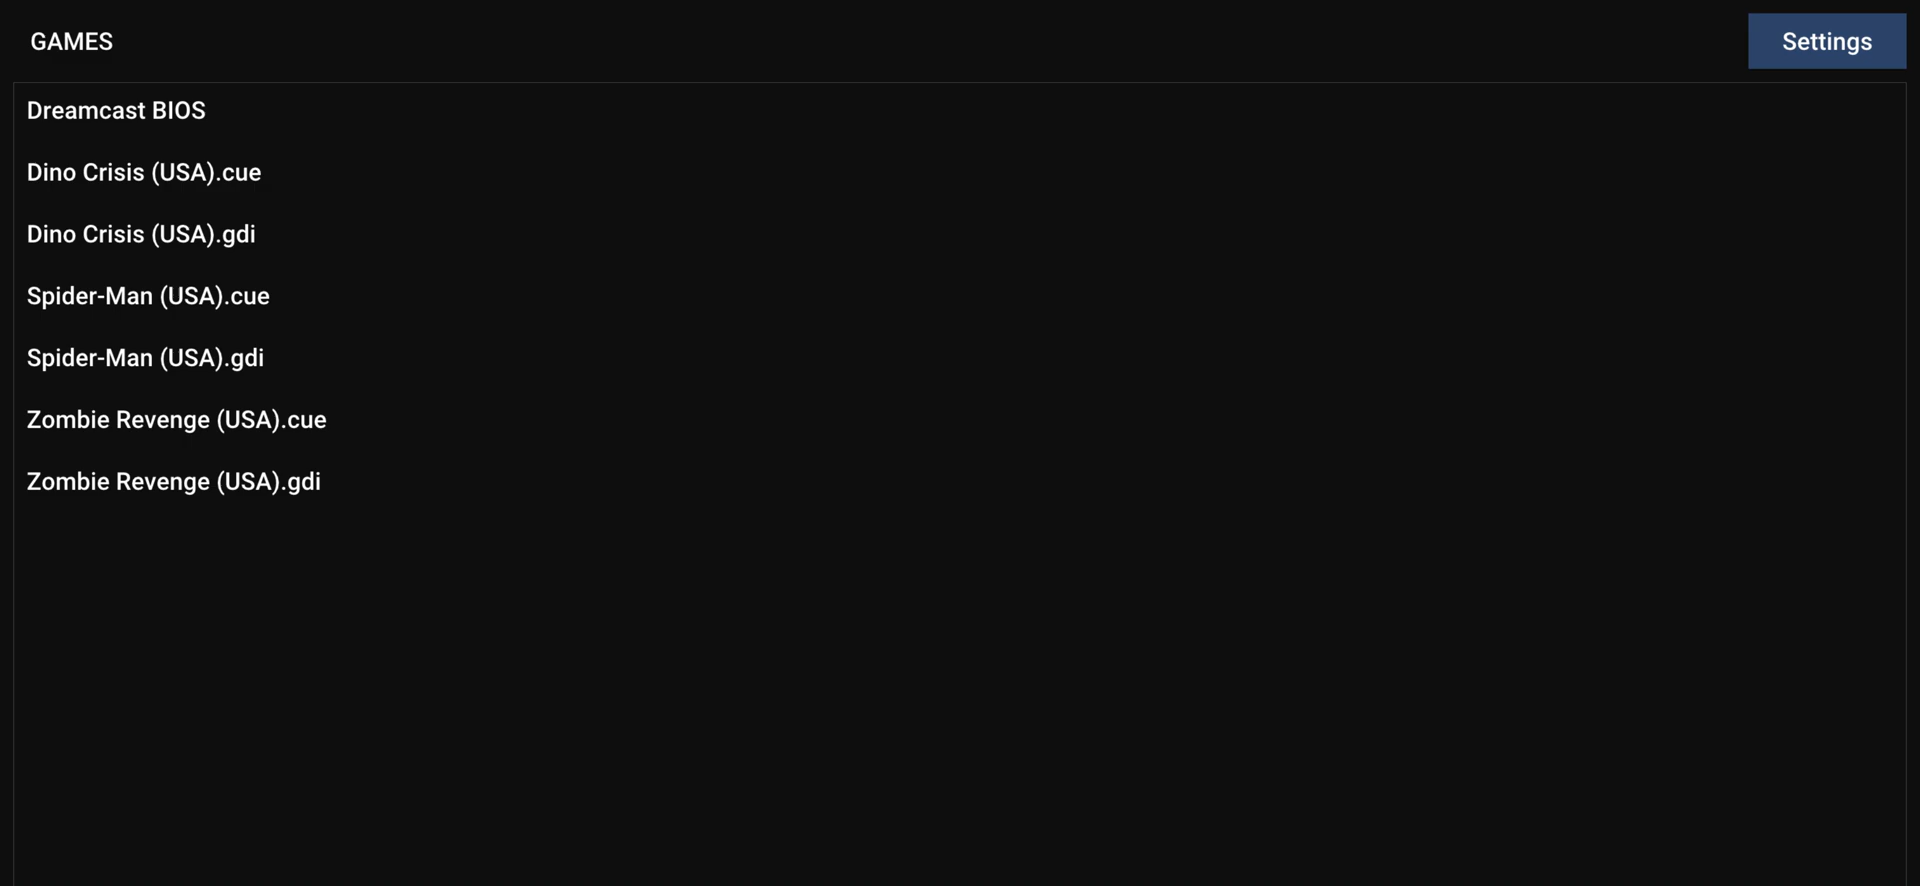 GAMES
Settings
Dreamcast BIOS
Dino Crisis (USA).cue
Dino Crisis (USA).gdi
Spider-Man (USA).cue
Spider-Man (USA).gdi
Zombie Revenge (USA).cue
Zombie Revenge (USA).gdi